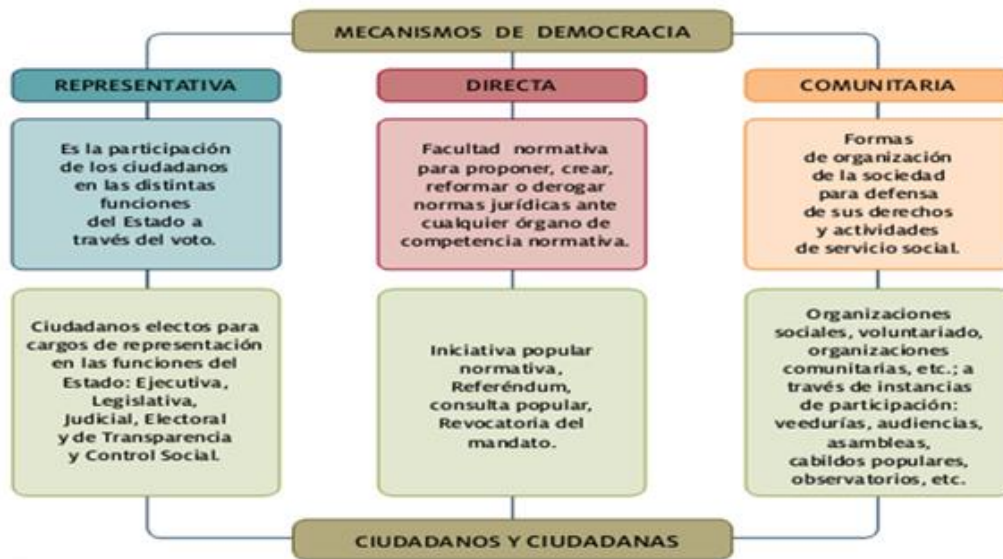 MECANISMOS DE DEMOCRACIA
REPRESENTATIVA
Es la participación
de los ciudadanos
en las distintas
funciones
del Estado a
través del voto.
Ciudadanos electos para
cargos de representación
en las funciones del
Estado: Ejecutiva,
Legislativa,
Judicial, Electoral
y de Transparencia
y Control Social.
DIRECTA
Facultad normativa
para proponer, crear,
reformar o derogar
normas jurídicas ante
cualquier órgano de
competencia normativa.
Iniciativa popular
normativa,
Referéndum,
consulta popular,
Revocatoria del
mandato.
COMUNITARIA
Formas
de organización
de la sociedad
para defensa
de sus derechos
y actividades
de servicio social.
Organizaciones
sociales, voluntariado,
organizaciones
comunitarias, etc.; a
través de instancias
de participación:
veedurías, audiencias,
asambleas,
cabildos populares,
observatorios, etc.
CIUDADANOS Y CIUDADANAS